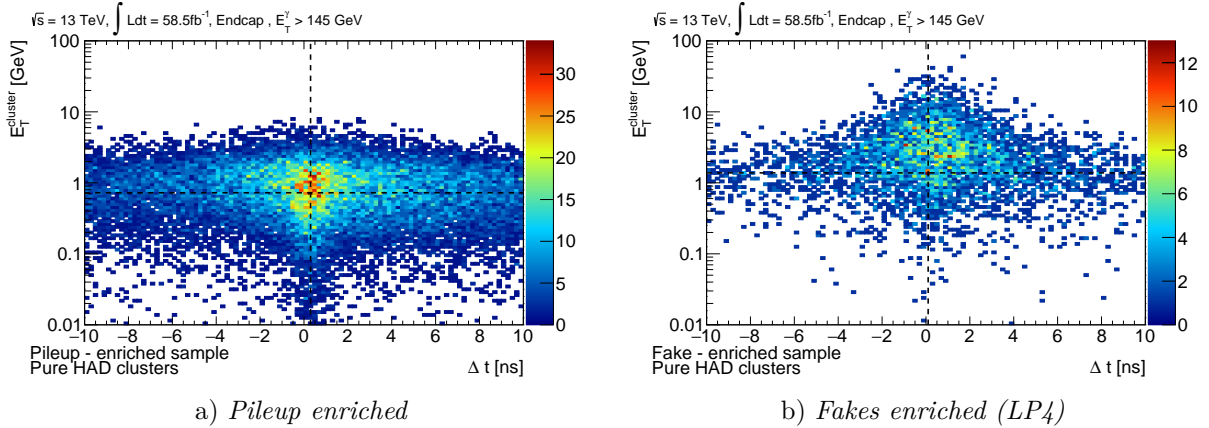 √s = 13 TeV, ∫ Ldt = 58.5fb⁻¹, Endcap , E_T^γ > 145 GeV
E_T^cluster [GeV]
100
10
1
0.1
0.01
−10 −8 −6 −4 −2 0 2 4 6 8 10
30
25
20
15
10
5
0
Pileup - enriched sample
Pure HAD clusters
Δ t [ns]
a) Pileup enriched
√s = 13 TeV, ∫ Ldt = 58.5fb⁻¹, Endcap , E_T^γ > 145 GeV
E_T^cluster [GeV]
100
10
1
0.1
0.01
−10 −8 −6 −4 −2 0 2 4 6 8 10
12
10
8
6
4
2
0
Fake - enriched sample
Pure HAD clusters
Δ t [ns]
b) Fakes enriched (LP4)